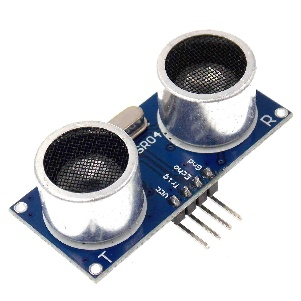 R
SR04
Gnd
Echo
Trig
Vcc
T